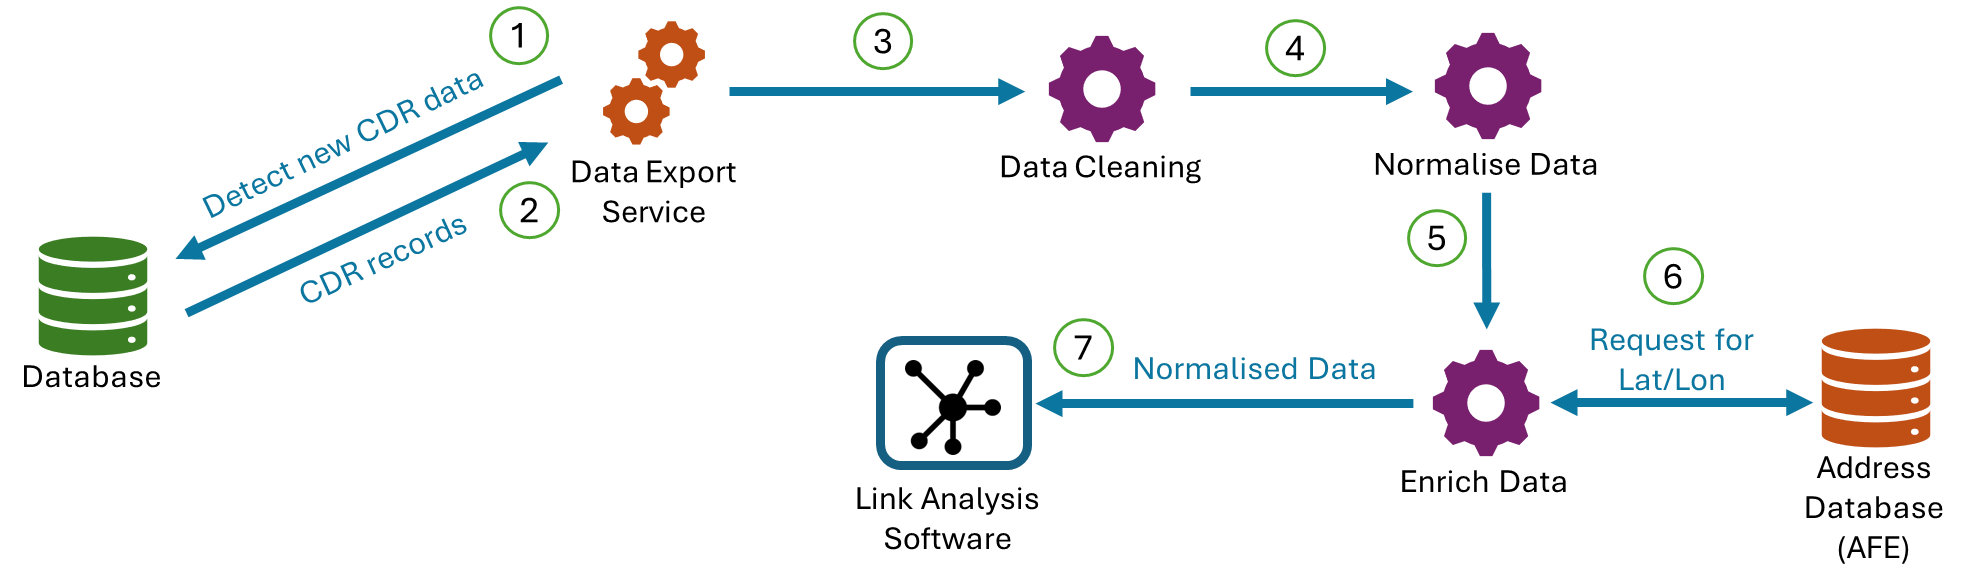 1
Detect new CDR data
2
CDR records
Database
Data Export
Service
3
Data Cleaning
4
Normalise Data
5
6
Request for
Lat/Lon
Address
Database
(AFE)
Enrich Data
7
Normalised Data
Link Analysis
Software